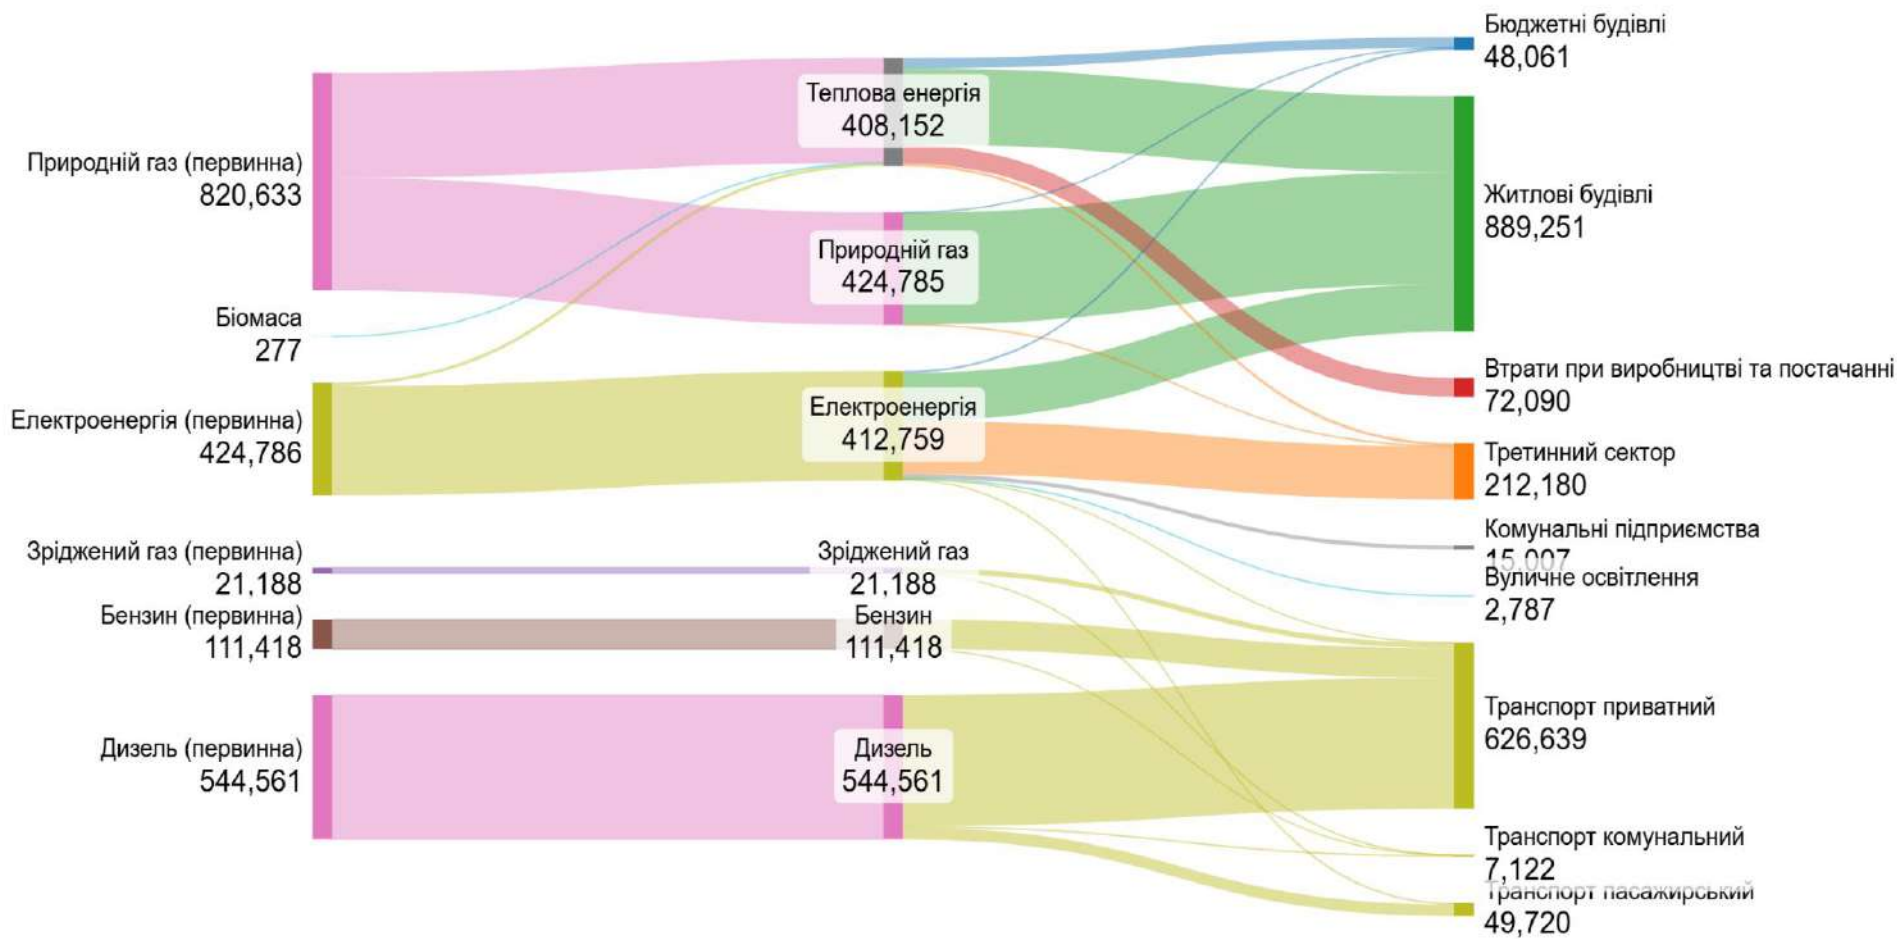 Природній газ (первинна)
820,633
Біомаса
277
Електроенергія (первинна)
424,786
Зріджений газ (первинна)
21,188
Бензин (первинна)
111,418
Дизель (первинна)
544,561
Теплова енергія
408,152
Природній газ
424,785
Електроенергія
412,759
Зріджений газ
21,188
Бензин
111,418
Дизель
544,561
Бюджетні будівлі
48,061
Житлові будівлі
889,251
Втрати при виробництві та постачанні
72,090
Третинний сектор
212,180
Комунальні підприємства
15,007
Вуличне освітлення
2,787
Транспорт приватний
626,639
Транспорт комунальний
7,122
Транспорт пасажирський
49,720